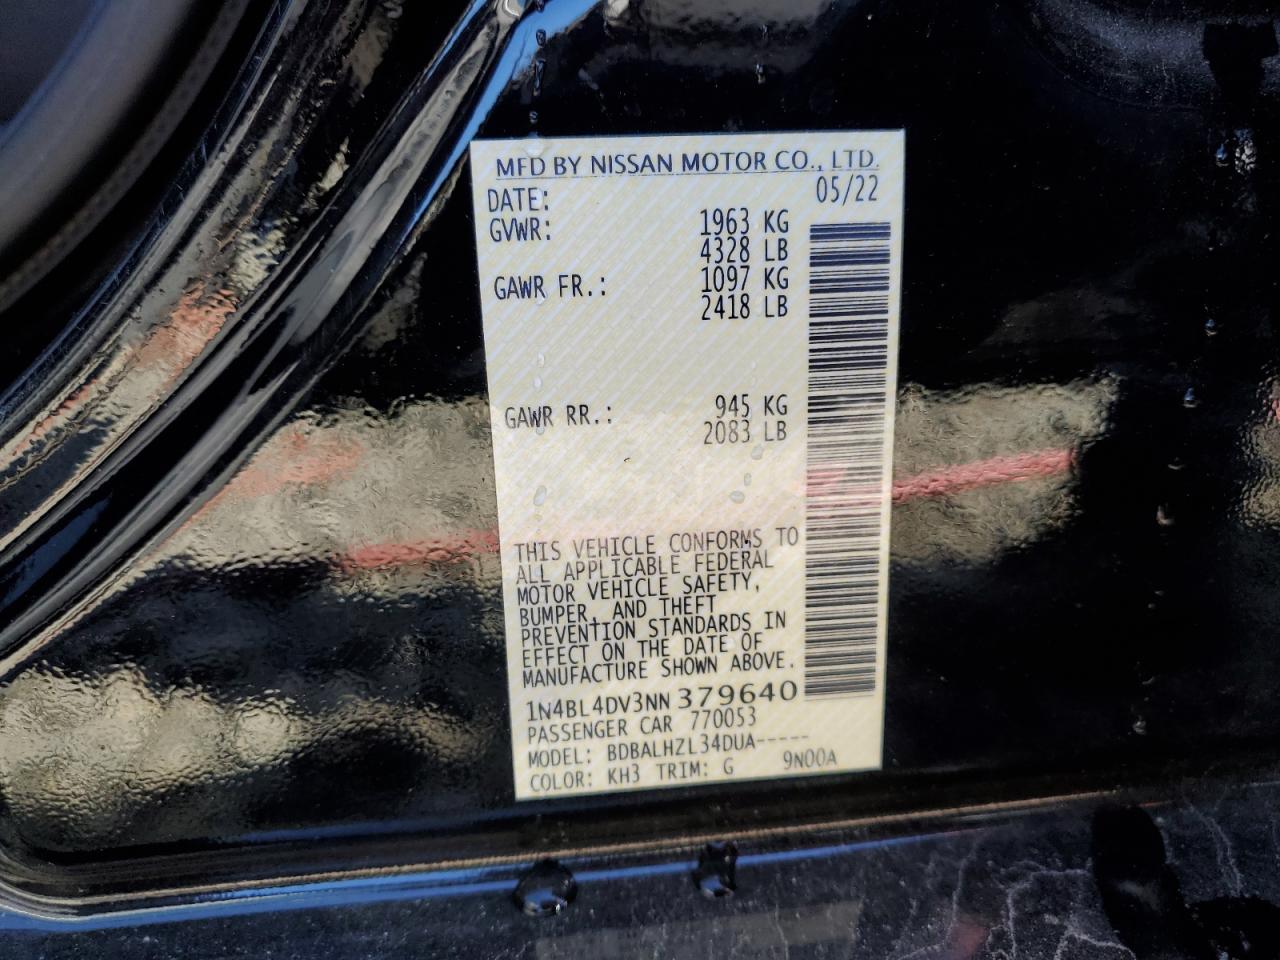 MFD BY NISSAN MOTOR CO., LTD.
DATE: 05/22
GVWR: 1963 KG
4328 LB
GAWR FR.: 1097 KG
2418 LB
GAWR RR.: 945 KG
2083 LB
THIS VEHICLE CONFORMS TO
ALL APPLICABLE FEDERAL
MOTOR VEHICLE SAFETY,
BUMPER, AND THEFT
PREVENTION STANDARDS IN
EFFECT ON THE DATE OF
MANUFACTURE SHOWN ABOVE.
1N4BL4DV3NN379640
PASSENGER CAR 770053
MODEL: BDBALHZL34DUA-----
COLOR: KH3 TRIM: G 9N00A